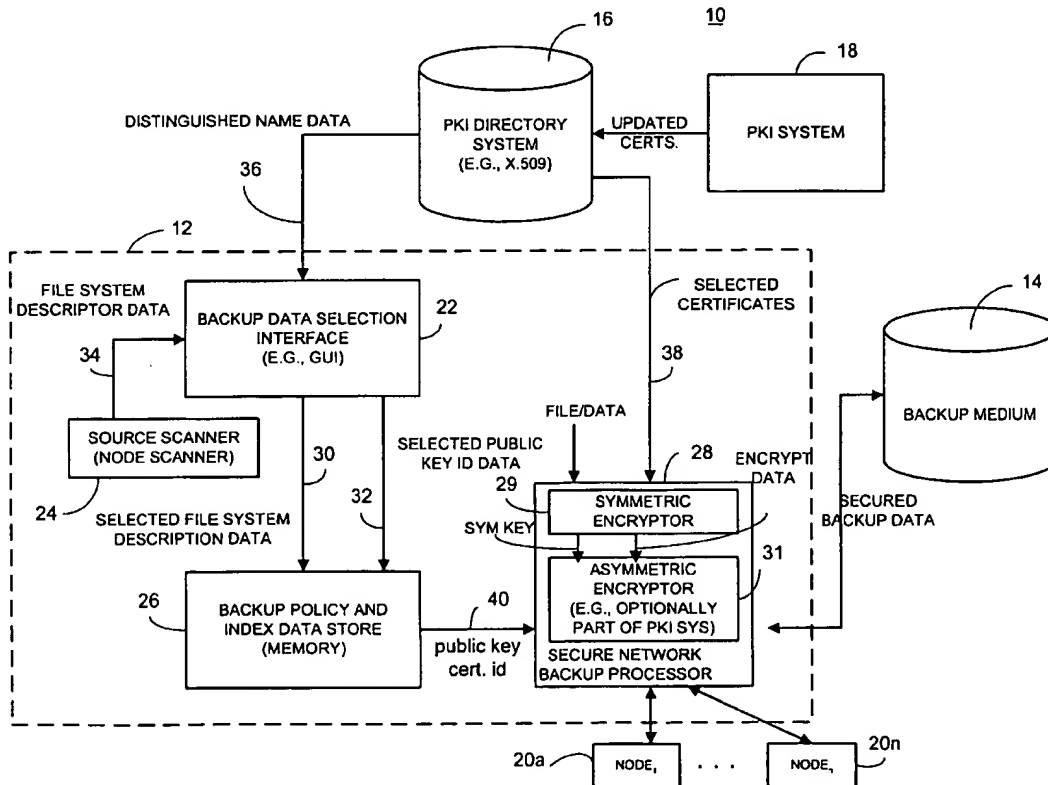 10
16
18
DISTINGUISHED NAME DATA
PKI DIRECTORY
SYSTEM
(E.G., X.509)
UPDATED
CERTS.
PKI SYSTEM
36
12
FILE SYSTEM
DESCRIPTOR DATA
BACKUP DATA SELECTION
INTERFACE
(E.G., GUI)
22
SELECTED
CERTIFICATES
14
34
38
BACKUP MEDIUM
SOURCE SCANNER
(NODE SCANNER)
24
30
32
FILE/DATA
SELECTED PUBLIC
KEY ID DATA
28
ENCRYPT
DATA
29
SYMMETRIC
ENCRYPTOR
SECURED
BACKUP DATA
SELECTED FILE SYSTEM
DESCRIPTION DATA
SYM KEY
31
ASYMMETRIC
ENCRYPTOR
(E.G., OPTIONALLY
PART OF PKI SYS)
26
BACKUP POLICY AND
INDEX DATA STORE
(MEMORY)
40
public key
cert. id
SECURE NETWORK
BACKUP PROCESSOR
20a
NODE1
. . .
NODEn
20n